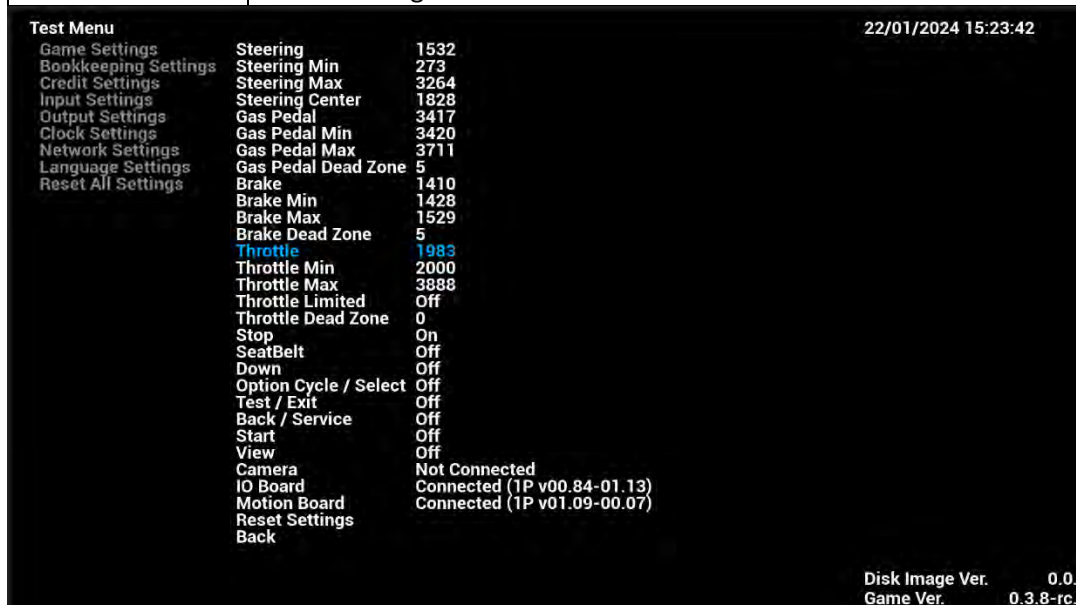 Test Menu
22/01/2024 15:23:42
Game Settings
Bookkeeping Settings
Credit Settings
Input Settings
Output Settings
Clock Settings
Network Settings
Language Settings
Reset All Settings
Steering 1532
Steering Min 273
Steering Max 3264
Steering Center 1828
Gas Pedal 3417
Gas Pedal Min 3420
Gas Pedal Max 3711
Gas Pedal Dead Zone 5
Brake 1410
Brake Min 1428
Brake Max 1529
Brake Dead Zone 5
Throttle 1983
Throttle Min 2000
Throttle Max 3888
Throttle Limited Off
Throttle Dead Zone 0
Stop On
SeatBelt Off
Down Off
Option Cycle / Select Off
Test / Exit Off
Back / Service Off
Start Off
View Off
Camera Not Connected
IO Board Connected (1P v00.84-01.13)
Motion Board Connected (1P v01.09-00.07)
Reset Settings
Back
Disk Image Ver. 0.0.
Game Ver. 0.3.8-rc.